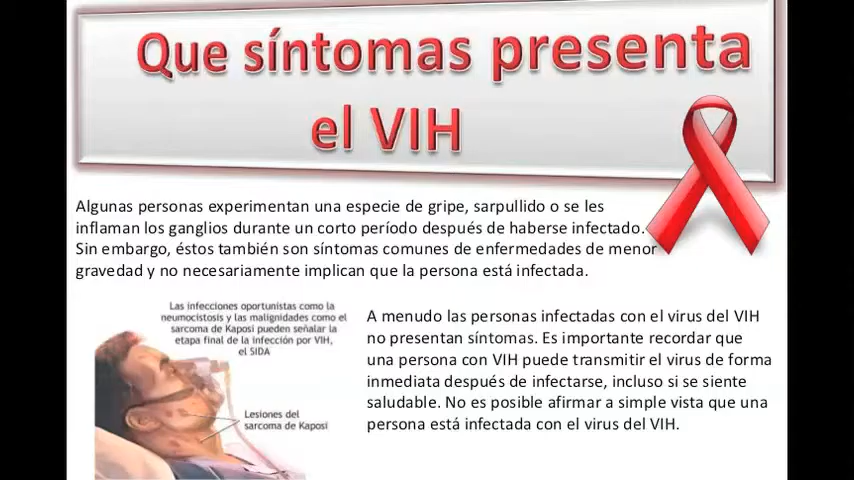 Que síntomas presenta
el VIH
Algunas personas experimentan una especie de gripe, sarpullido o se les
inflaman los ganglios durante un corto período después de haberse infectado.
Sin embargo, éstos también son síntomas comunes de enfermedades de menor
gravedad y no necesariamente implican que la persona está infectada.
Las infecciones oportunistas como la
neumocistosis y las malignidades como el
sarcoma de Kaposi pueden señalar la
etapa final de la infección por VIH,
el SIDA
Lesiones del
sarcoma de Kaposi
A menudo las personas infectadas con el virus del VIH
no presentan síntomas. Es importante recordar que
una persona con VIH puede transmitir el virus de forma
inmediata después de infectarse, incluso si se siente
saludable. No es posible afirmar a simple vista que una
persona está infectada con el virus del VIH.